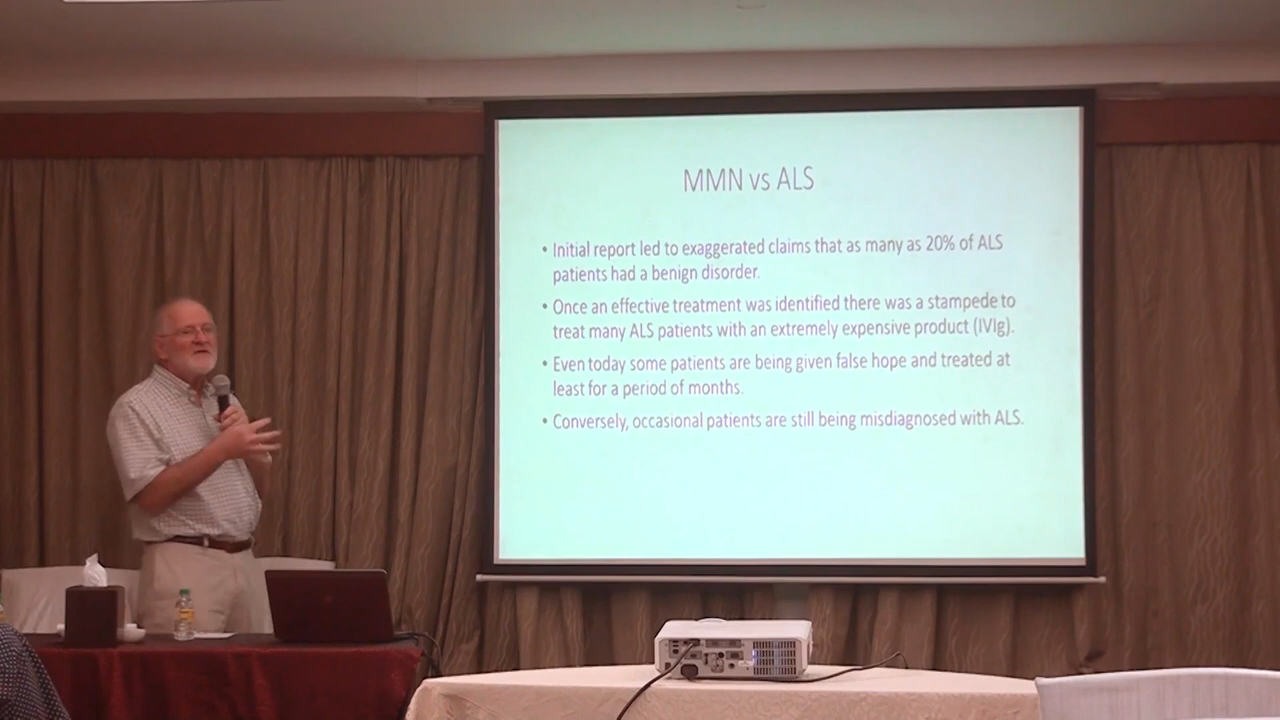 MMN vs ALS
• Initial report led to exaggerated claims that as many as 20% of ALS
patients had a benign disorder.
• Once an effective treatment was identified there was a stampede to
treat many ALS patients with an extremely expensive product (IVIg).
• Even today some patients are being given false hope and treated at
least for a period of months.
• Conversely, occasional patients are still being misdiagnosed with ALS.